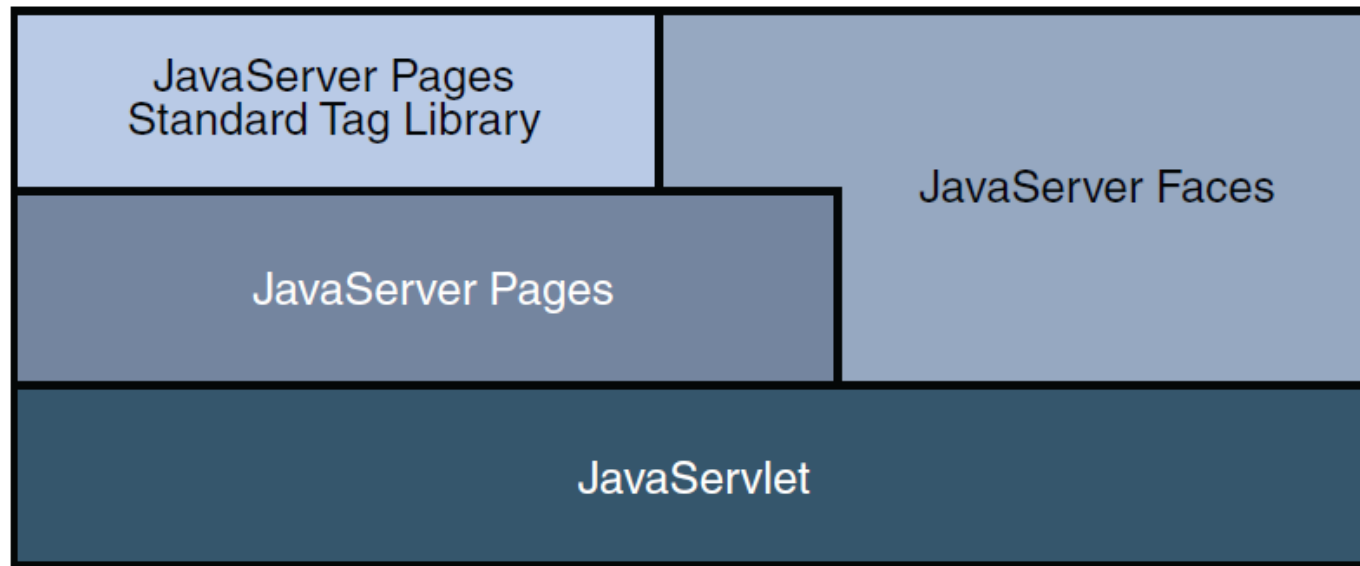 JavaServer Pages
Standard Tag Library
JavaServer Faces
JavaServer Pages
JavaServlet